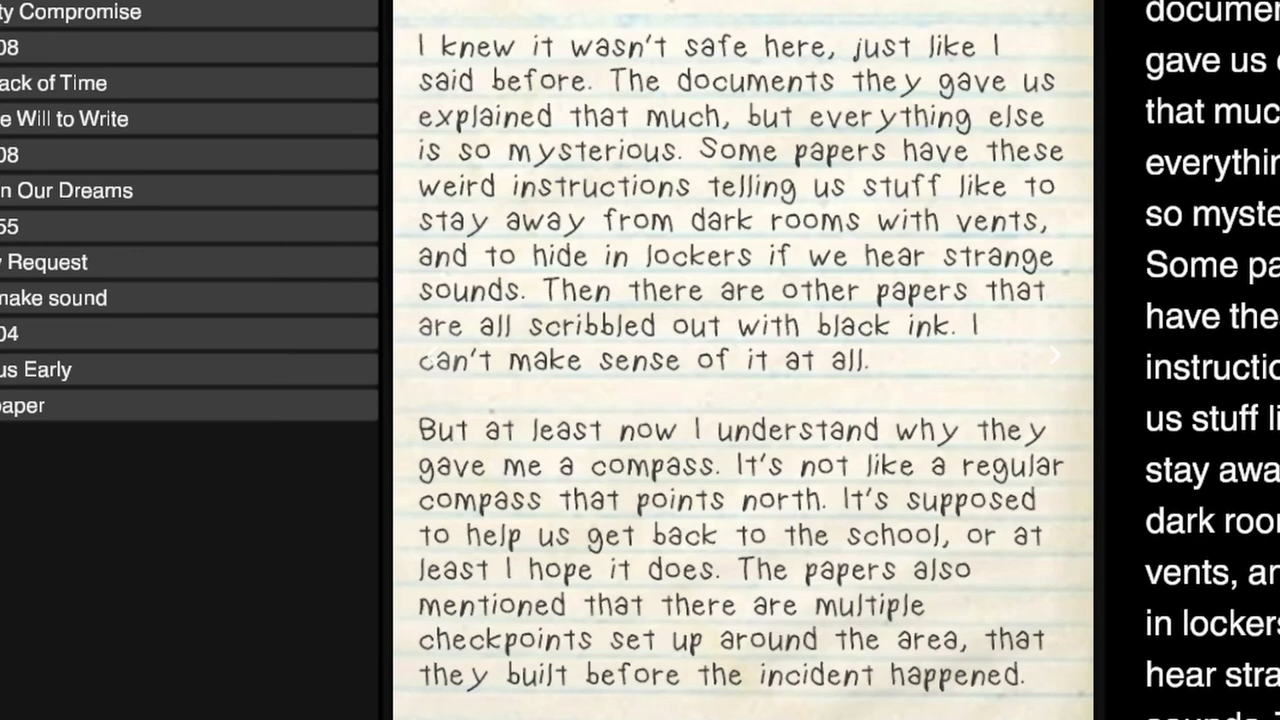 ty Compromise
08
ack of Time
e Will to Write
08
n Our Dreams
55
y Request
make sound
04
us Early
paper
I knew it wasn't safe here, just like I
said before. The documents they gave us
explained that much, but everything else
is so mysterious. Some papers have these
weird instructions telling us stuff like to
stay away from dark rooms with vents,
and to hide in lockers if we hear strange
sounds. Then there are other papers that
are all scribbled out with black ink. I
can't make sense of it at all.
But at least now I understand why they
gave me a compass. It's not like a regular
compass that points north. It's supposed
to help us get back to the school, or at
least I hope it does. The papers also
mentioned that there are multiple
checkpoints set up around the area, that
they built before the incident happened.
documen
gave us
that muc
everythin
so myste
Some pa
have the
instructio
us stuff li
stay awa
dark roo
vents, an
in lockers
hear stra